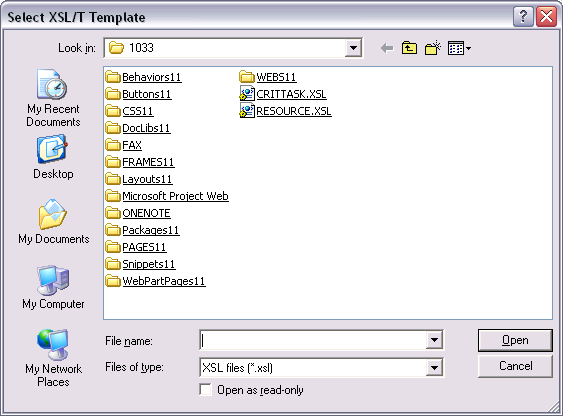 Select XSL/T Template
Look in:
1033
My Recent
Documents
Desktop
My Documents
My Computer
My Network
Places
Behaviors11
Buttons11
CSS11
DocLibs11
FAX
FRAMES11
Layouts11
Microsoft Project Web
ONENOTE
Packages11
PAGES11
Snippets11
WebPartPages11
WEBS11
CRITTASK.XSL
RESOURCE.XSL
File name:
Open
Files of type:
XSL files (*.xsl)
Cancel
Open as read-only